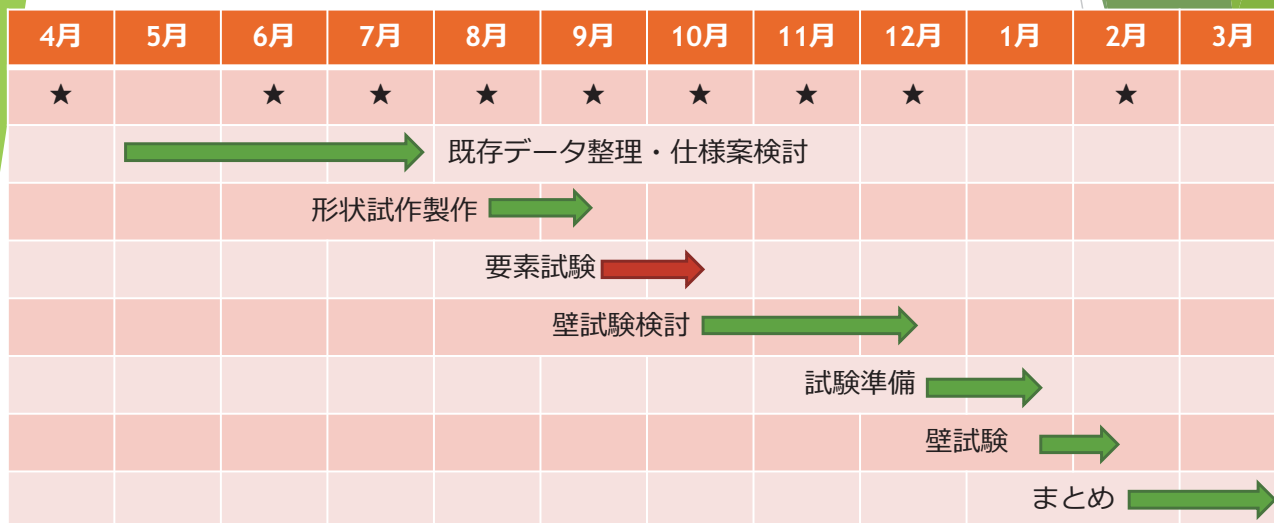 4月 5月 6月 7月 8月 9月 10月 11月 12月 1月 2月 3月
★ ★ ★ ★ ★ ★ ★ ★ ★
既存データ整理・仕様案検討
形状試作製作
要素試験
壁試験検討
試験準備
壁試験
まとめ